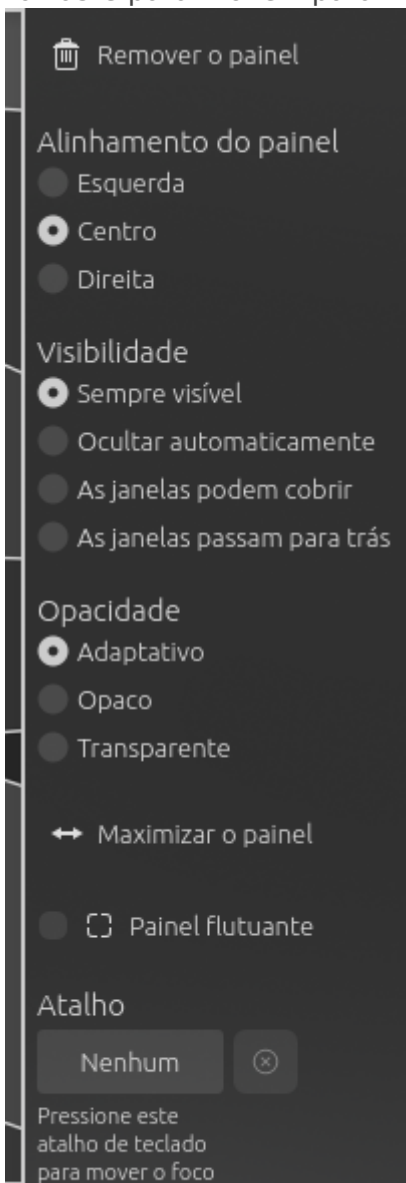 Remover o painel
Alinhamento do painel
Esquerda
Centro
Direita
Visibilidade
Sempre visível
Ocultar automaticamente
As janelas podem cobrir
As janelas passam para trás
Opacidade
Adaptativo
Opaco
Transparente
Maximizar o painel
Painel flutuante
Atalho
Nenhum
Pressione este
atalho de teclado
para mover o foco